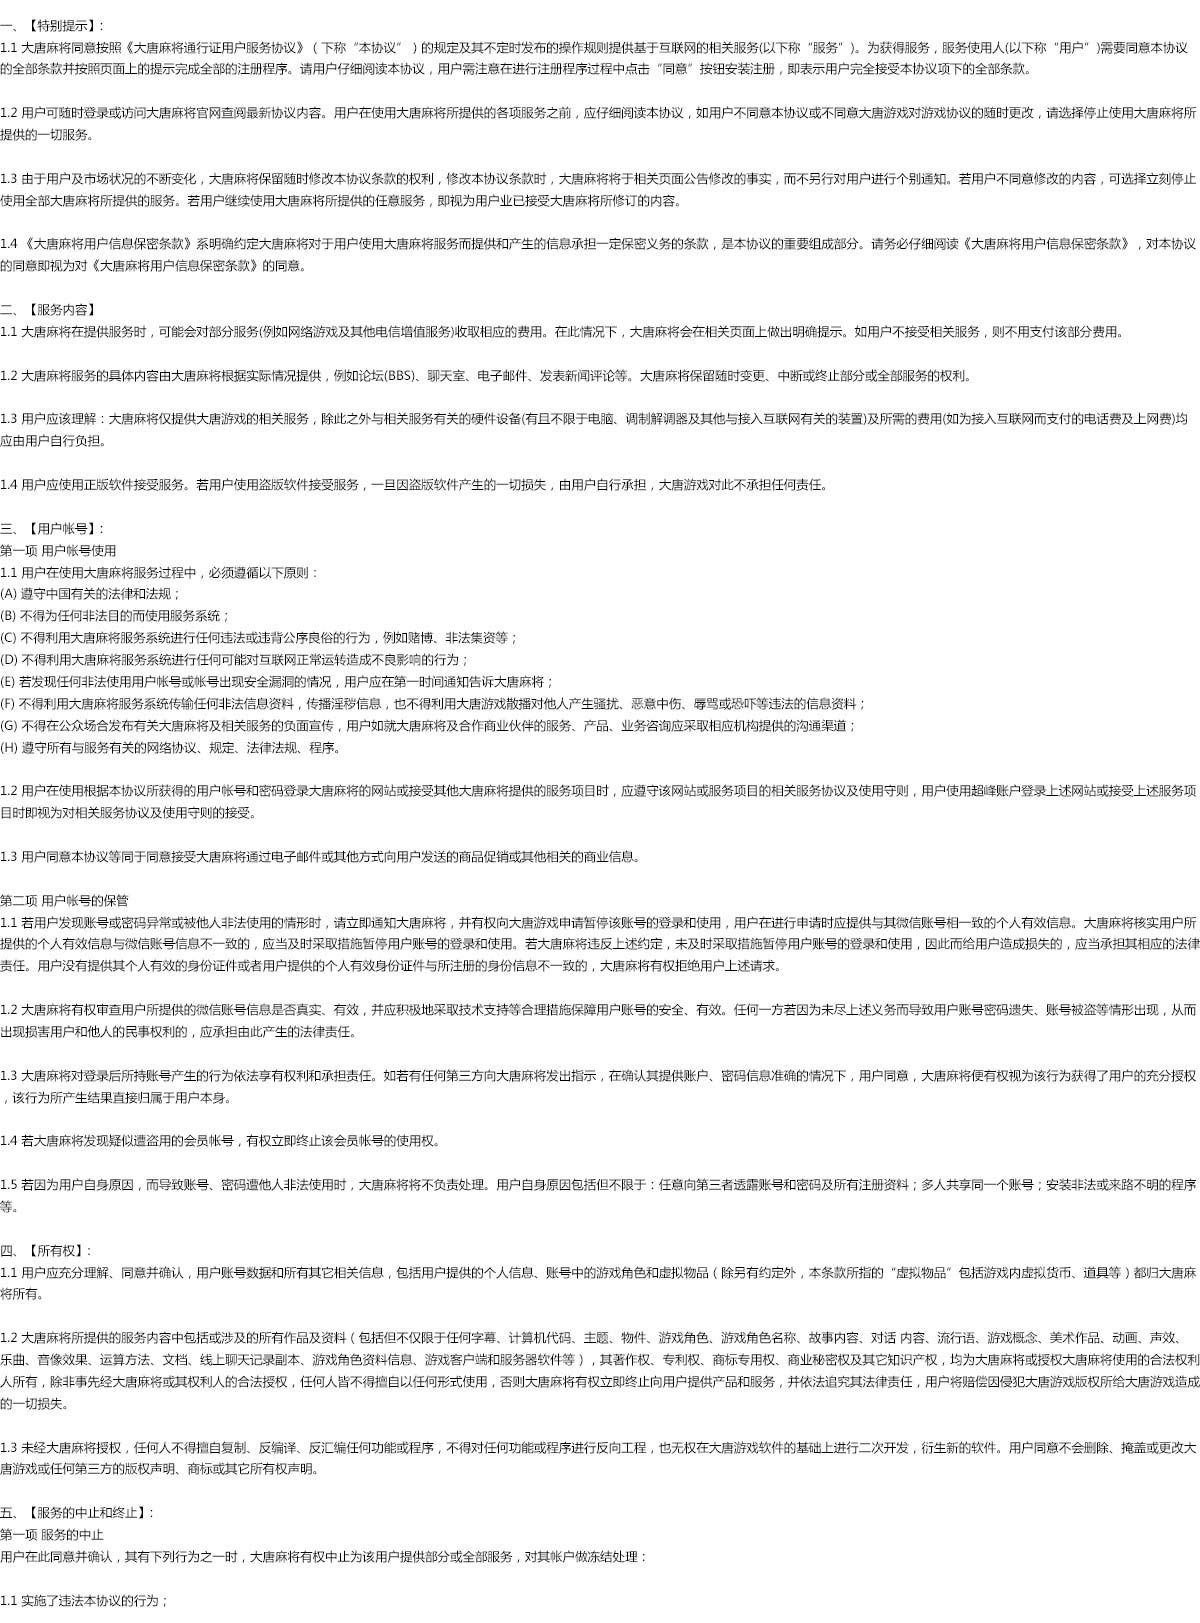 一、【特别提示】:
1.1 大唐麻将同意按照《大唐麻将通行证用户服务协议》（下称“本协议”）的规定及其不定时发布的操作规则提供基于互联网的相关服务(以下称“服务”)。为获得服务，服务使用人(以下称“用户”)需要同意本协议
的全部条款并按照页面上的提示完成全部的注册程序。请用户仔细阅读本协议，用户需注意在进行注册程序过程中点击“同意”按钮安装注册，即表示用户完全接受本协议项下的全部条款。
1.2 用户可随时登录或访问大唐麻将官网查阅最新协议内容。用户在使用大唐麻将所提供的各项服务之前，应仔细阅读本协议，如用户不同意本协议或不同意大唐游戏对游戏协议的随时更改，请选择停止使用大唐麻将所
提供的一切服务。
1.3 由于用户及市场状况的不断变化，大唐麻将保留随时修改本协议条款的权利，修改本协议条款时，大唐麻将将于相关页面公告修改的事实，而不另行对用户进行个别通知。若用户不同意修改的内容，可选择立刻停止
使用全部大唐麻将所提供的服务。若用户继续使用大唐麻将所提供的任意服务，即视为用户业已接受大唐麻将所修订的内容。
1.4 《大唐麻将用户信息保密条款》系明确约定大唐麻将对于用户使用大唐麻将服务而提供和产生的信息承担一定保密义务的条款，是本协议的重要组成部分。请务必仔细阅读《大唐麻将用户信息保密条款》，对本协议
的同意即视为对《大唐麻将用户信息保密条款》的同意。
二、【服务内容】
1.1 大唐麻将在提供服务时，可能会对部分服务(例如网络游戏及其他电信增值服务)收取相应的费用。在此情况下，大唐麻将会在相关页面上做出明确提示。如用户不接受相关服务，则不用支付该部分费用。
1.2 大唐麻将服务的具体内容由大唐麻将根据实际情况提供，例如论坛(BBS)、聊天室、电子邮件、发表新闻评论等。大唐麻将保留随时变更、中断或终止部分或全部服务的权利。
1.3 用户应该理解：大唐麻将仅提供大唐游戏的相关服务，除此之外与相关服务有关的硬件设备(有且不限于电脑、调制解调器及其他与接入互联网有关的装置)及所需的费用(如为接入互联网而支付的电话费及上网费)均
应由用户自行负担。
1.4 用户应使用正版软件接受服务。若用户使用盗版软件接受服务，一旦因盗版软件产生的一切损失，由用户自行承担，大唐游戏对此不承担任何责任。
三、【用户帐号】:
第一项 用户帐号使用
1.1 用户在使用大唐麻将服务过程中，必须遵循以下原则：
(A) 遵守中国有关的法律和法规；
(B) 不得为任何非法目的而使用服务系统；
(C) 不得利用大唐麻将服务系统进行任何违法或违背公序良俗的行为，例如赌博、非法集资等；
(D) 不得利用大唐麻将服务系统进行任何可能对互联网正常运转造成不良影响的行为；
(E) 若发现任何非法使用用户帐号或帐号出现安全漏洞的情况，用户应在第一时间通知告诉大唐麻将；
(F) 不得利用大唐麻将服务系统传输任何非法信息资料，传播淫秽信息，也不得利用大唐游戏散播对他人产生骚扰、恶意中伤、辱骂或恐吓等违法的信息资料；
(G) 不得在公众场合发布有关大唐麻将及相关服务的负面宣传，用户如就大唐麻将及合作商业伙伴的服务、产品、业务咨询应采取相应机构提供的沟通渠道；
(H) 遵守所有与服务有关的网络协议、规定、法律法规、程序。
1.2 用户在使用根据本协议所获得的用户帐号和密码登录大唐麻将的网站或接受其他大唐麻将提供的服务项目时，应遵守该网站或服务项目的相关服务协议及使用守则，用户使用超峰账户登录上述网站或接受上述服务项
目时即视为对相关服务协议及使用守则的接受。
1.3 用户同意本协议等同于同意接受大唐麻将通过电子邮件或其他方式向用户发送的商品促销或其他相关的商业信息。
第二项 用户帐号的保管
1.1 若用户发现账号或密码异常或被他人非法使用的情形时，请立即通知大唐麻将，并有权向大唐游戏申请暂停该账号的登录和使用，用户在进行申请时应提供与其微信账号相一致的个人有效信息。大唐麻将核实用户所
提供的个人有效信息与微信账号信息不一致的，应当及时采取措施暂停用户账号的登录和使用。若大唐麻将违反上述约定，未及时采取措施暂停用户账号的登录和使用，因此而给用户造成损失的，应当承担其相应的法律
责任。用户没有提供其个人有效的身份证件或者用户提供的个人有效身份证件与所注册的身份信息不一致的，大唐麻将有权拒绝用户上述请求。
1.2 大唐麻将有权审查用户所提供的微信账号信息是否真实、有效，并应积极地采取技术支持等合理措施保障用户账号的安全、有效。任何一方若因为未尽上述义务而导致用户账号密码遗失、账号被盗等情形出现，从而
出现损害用户和他人的民事权利的，应承担由此产生的法律责任。
1.3 大唐麻将对登录后所持账号产生的行为依法享有权利和承担责任。如若有任何第三方向大唐麻将发出指示，在确认其提供账户、密码信息准确的情况下，用户同意，大唐麻将便有权视为该行为获得了用户的充分授权
，该行为所产生结果直接归属于用户本身。
1.4 若大唐麻将发现疑似遭盗用的会员帐号，有权立即终止该会员帐号的使用权。
1.5 若因为用户自身原因，而导致账号、密码遭他人非法使用时，大唐麻将将不负责处理。用户自身原因包括但不限于：任意向第三者透露账号和密码及所有注册资料；多人共享同一个账号；安装非法或来路不明的程序
等。
四、【所有权】:
1.1 用户应充分理解、同意并确认，用户账号数据和所有其它相关信息，包括用户提供的个人信息、账号中的游戏角色和虚拟物品（除另有约定外，本条款所指的“虚拟物品”包括游戏内虚拟货币、道具等）都归大唐麻
将所有。
1.2 大唐麻将所提供的服务内容中包括或涉及的所有作品及资料（包括但不仅限于任何字幕、计算机代码、主题、物件、游戏角色、游戏角色名称、故事内容、对话 内容、流行语、游戏概念、美术作品、动画、声效、
乐曲、音像效果、运算方法、文档、线上聊天记录副本、游戏角色资料信息、游戏客户端和服务器软件等），其著作权、专利权、商标专用权、商业秘密权及其它知识产权，均为大唐麻将或授权大唐麻将使用的合法权利
人所有，除非事先经大唐麻将或其权利人的合法授权，任何人皆不得擅自以任何形式使用，否则大唐麻将有权立即终止向用户提供产品和服务，并依法追究其法律责任，用户将赔偿因侵犯大唐游戏版权所给大唐游戏造成
的一切损失。
1.3 未经大唐麻将授权，任何人不得擅自复制、反编译、反汇编任何功能或程序，不得对任何功能或程序进行反向工程，也无权在大唐游戏软件的基础上进行二次开发，衍生新的软件。用户同意不会删除、掩盖或更改大
唐游戏或任何第三方的版权声明、商标或其它所有权声明。
五、【服务的中止和终止】:
第一项 服务的中止
用户在此同意并确认，其有下列行为之一时，大唐麻将有权中止为该用户提供部分或全部服务，对其帐户做冻结处理：
1.1 实施了违法本协议的行为；